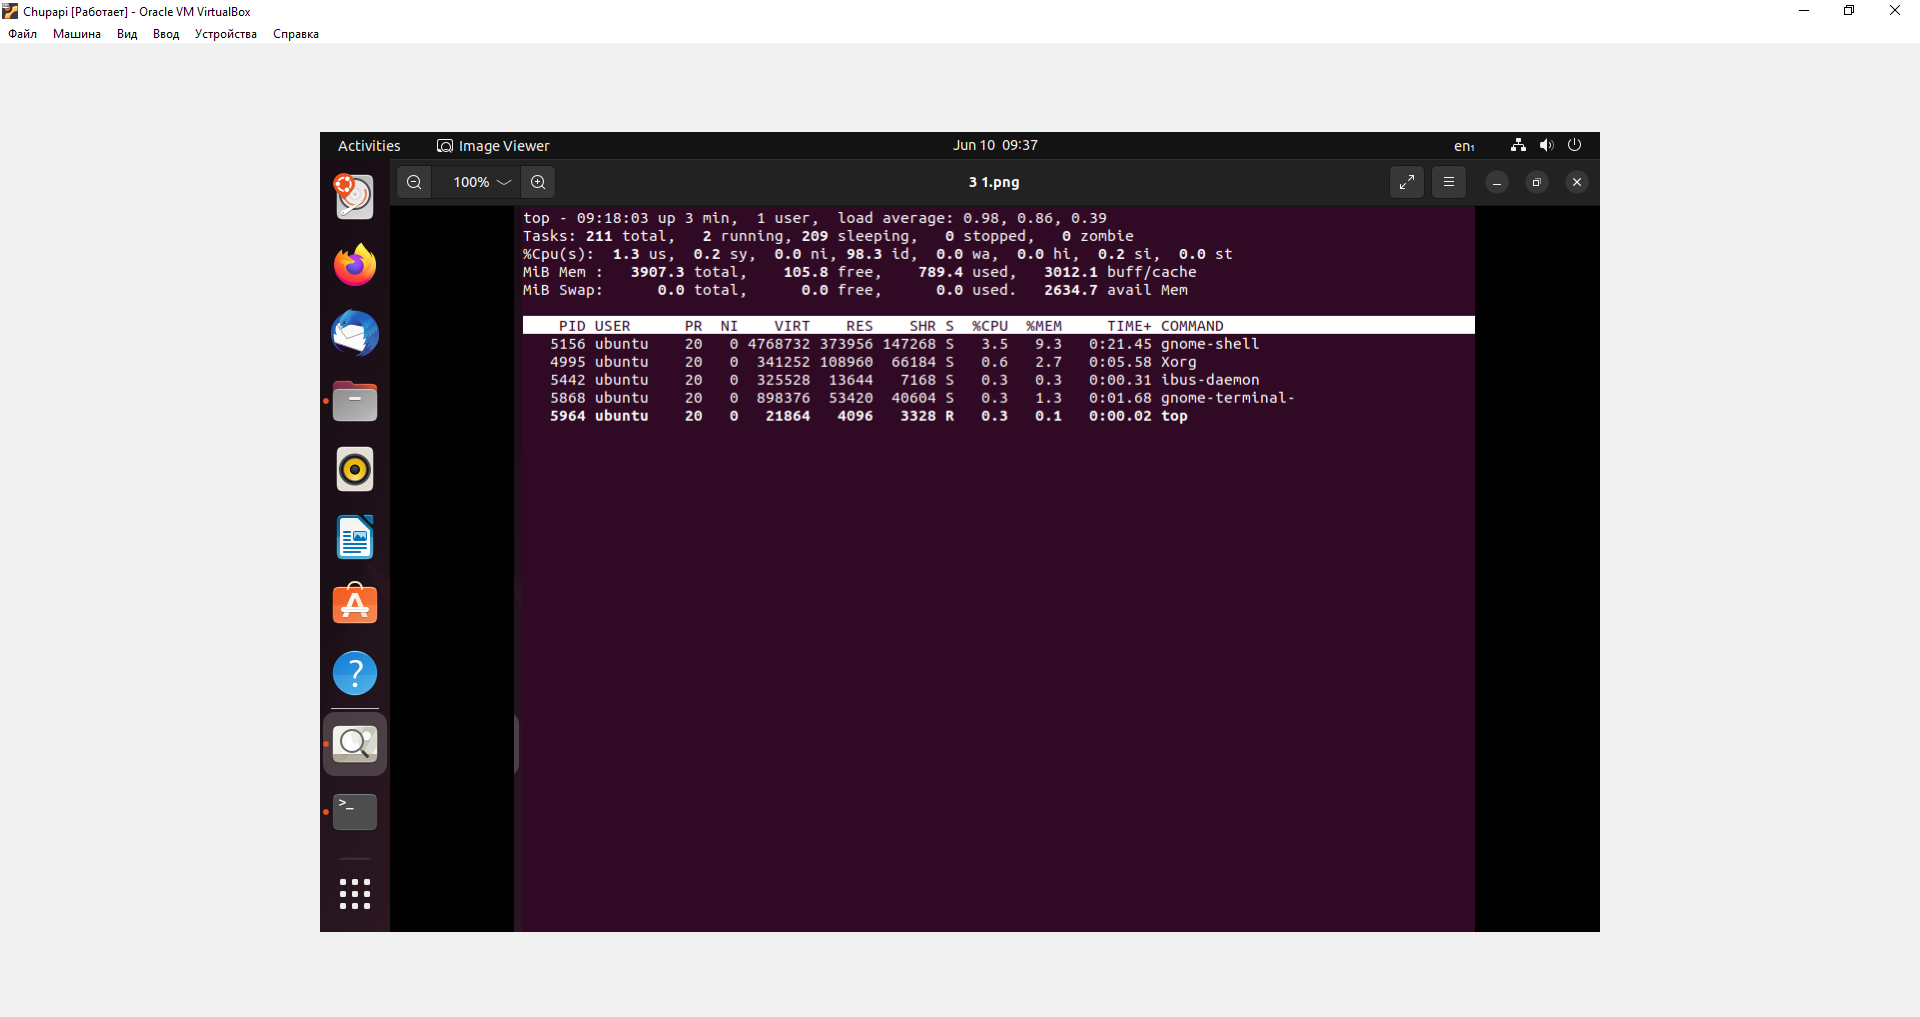 Chupapi [Работает] - Oracle VM VirtualBox
Файл Машина Вид Ввод Устройства Справка
Activities Image Viewer Jun 10 09:37 en₁
100% 3 1.png
top - 09:18:03 up 3 min, 1 user, load average: 0.98, 0.86, 0.39
Tasks: 211 total, 2 running, 209 sleeping, 0 stopped, 0 zombie
%Cpu(s): 1.3 us, 0.2 sy, 0.0 ni, 98.3 id, 0.0 wa, 0.0 hi, 0.2 si, 0.0 st
MiB Mem : 3907.3 total, 105.8 free, 789.4 used, 3012.1 buff/cache
MiB Swap: 0.0 total, 0.0 free, 0.0 used. 2634.7 avail Mem
PID USER PR NI VIRT RES SHR S %CPU %MEM TIME+ COMMAND
5156 ubuntu 20 0 4768732 373956 147268 S 3.5 9.3 0:21.45 gnome-shell
4995 ubuntu 20 0 341252 108960 66184 S 0.6 2.7 0:05.58 Xorg
5442 ubuntu 20 0 325528 13644 7168 S 0.3 0.3 0:00.31 ibus-daemon
5868 ubuntu 20 0 898376 53420 40604 S 0.3 1.3 0:01.68 gnome-terminal-
5964 ubuntu 20 0 21864 4096 3328 R 0.3 0.1 0:00.02 top